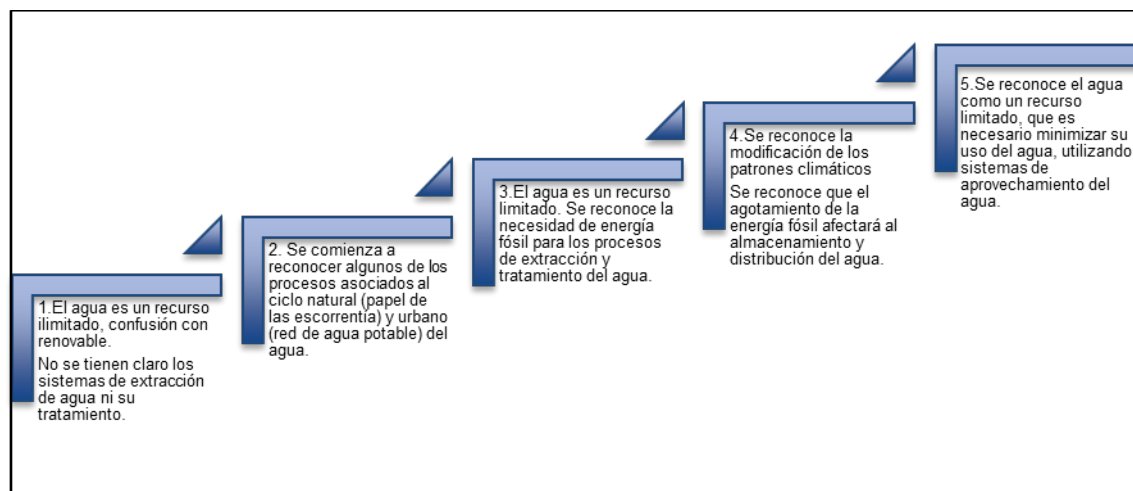 1.El agua es un recurso
ilimitado, confusión con
renovable.
No se tienen claro los
sistemas de extracción
de agua ni su
tratamiento.
2. Se comienza a
reconocer algunos de los
procesos asociados al
ciclo natural (papel de
las escorrentía) y urbano
(red de agua potable) del
agua.
3.El agua es un recurso
limitado. Se reconoce la
necesidad de energía
fósil para los procesos
de extracción y
tratamiento del agua.
4.Se reconoce la
modificación de los
patrones climáticos
Se reconoce que el
agotamiento de la
energía fósil afectará al
almacenamiento y
distribución del agua.
5.Se reconoce el agua
como un recurso
limitado, que es
necesario minimizar su
uso del agua, utilizando
sistemas de
aprovechamiento del
agua.